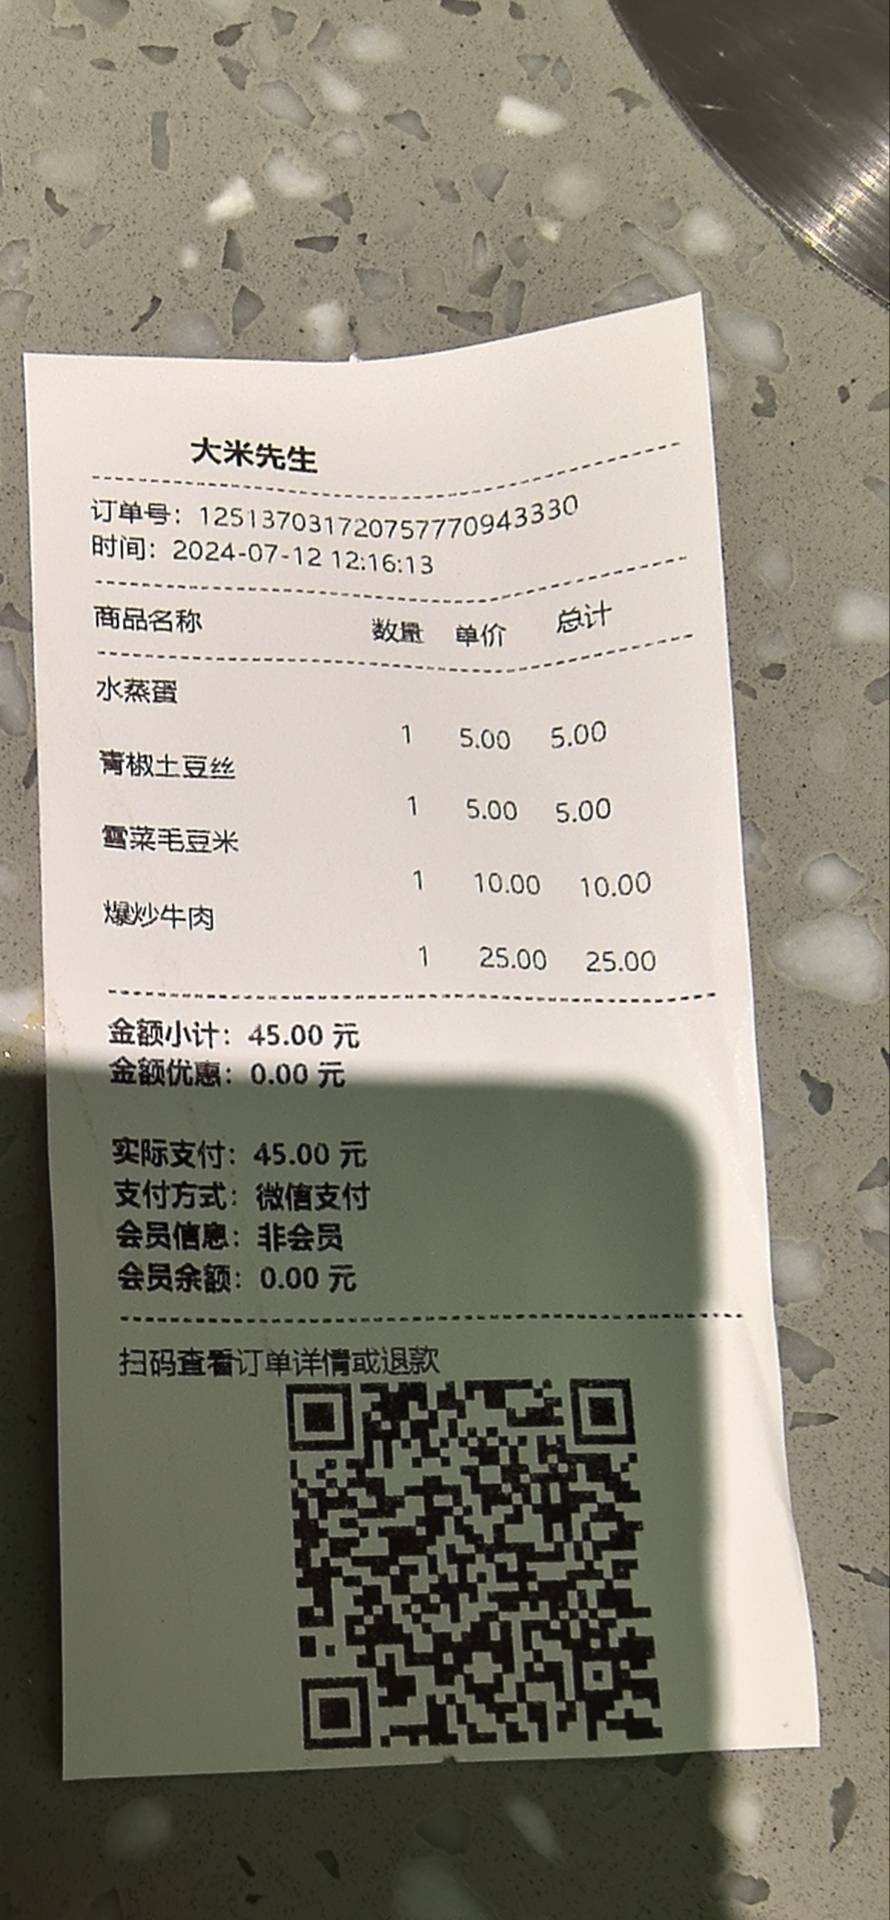 大米先生
订单号：1251370317207577770943330
时间：2024-07-12 12:16:13
商品名称 数量 单价 总计
水蒸蛋
1 5.00 5.00
青椒土豆丝
1 5.00 5.00
雪菜毛豆米
1 10.00 10.00
爆炒牛肉
1 25.00 25.00
金额小计：45.00 元
金额优惠：0.00 元
实际支付：45.00 元
支付方式：微信支付
会员信息：非会员
会员余额：0.00 元
扫码查看订单详情或退款